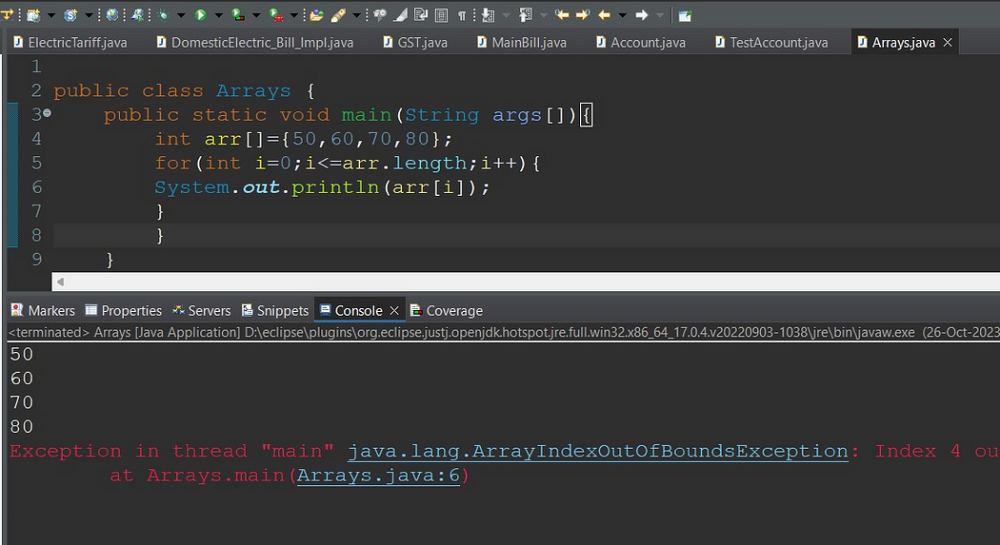 ElectricTariff.java DomesticElectric_Bill_Impl.java GST.java MainBill.java Account.java TestAccount.java Arrays.java
1
2 public class Arrays {
3 public static void main(String args[]){
4 int arr[]={50,60,70,80};
5 for(int i=0;i<=arr.length;i++){
6 System.out.println(arr[i]);
7 }
8 }
9 }
Markers Properties Servers Snippets Console Coverage
<terminated> Arrays [Java Application] D:\eclipse\plugins\org.eclipse.justj.openjdk.hotspot.jre.full.win32.x86_64_17.0.4.v20220903-1038\jre\bin\javaw.exe (26-Oct-2023
50
60
70
80
Exception in thread "main" java.lang.ArrayIndexOutOfBoundsException: Index 4 ou
at Arrays.main(Arrays.java:6)